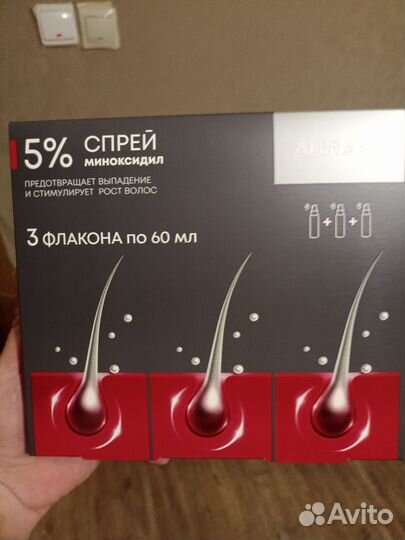 5% СПРЕЙ
МИНОКСИДИЛ
ПРЕДОТВРАЩАЕТ ВЫПАДЕНИЕ
И СТИМУЛИРУЕТ РОСТ ВОЛОС
3 ФЛАКОНА ПО 60 МЛ
+ +
Avito